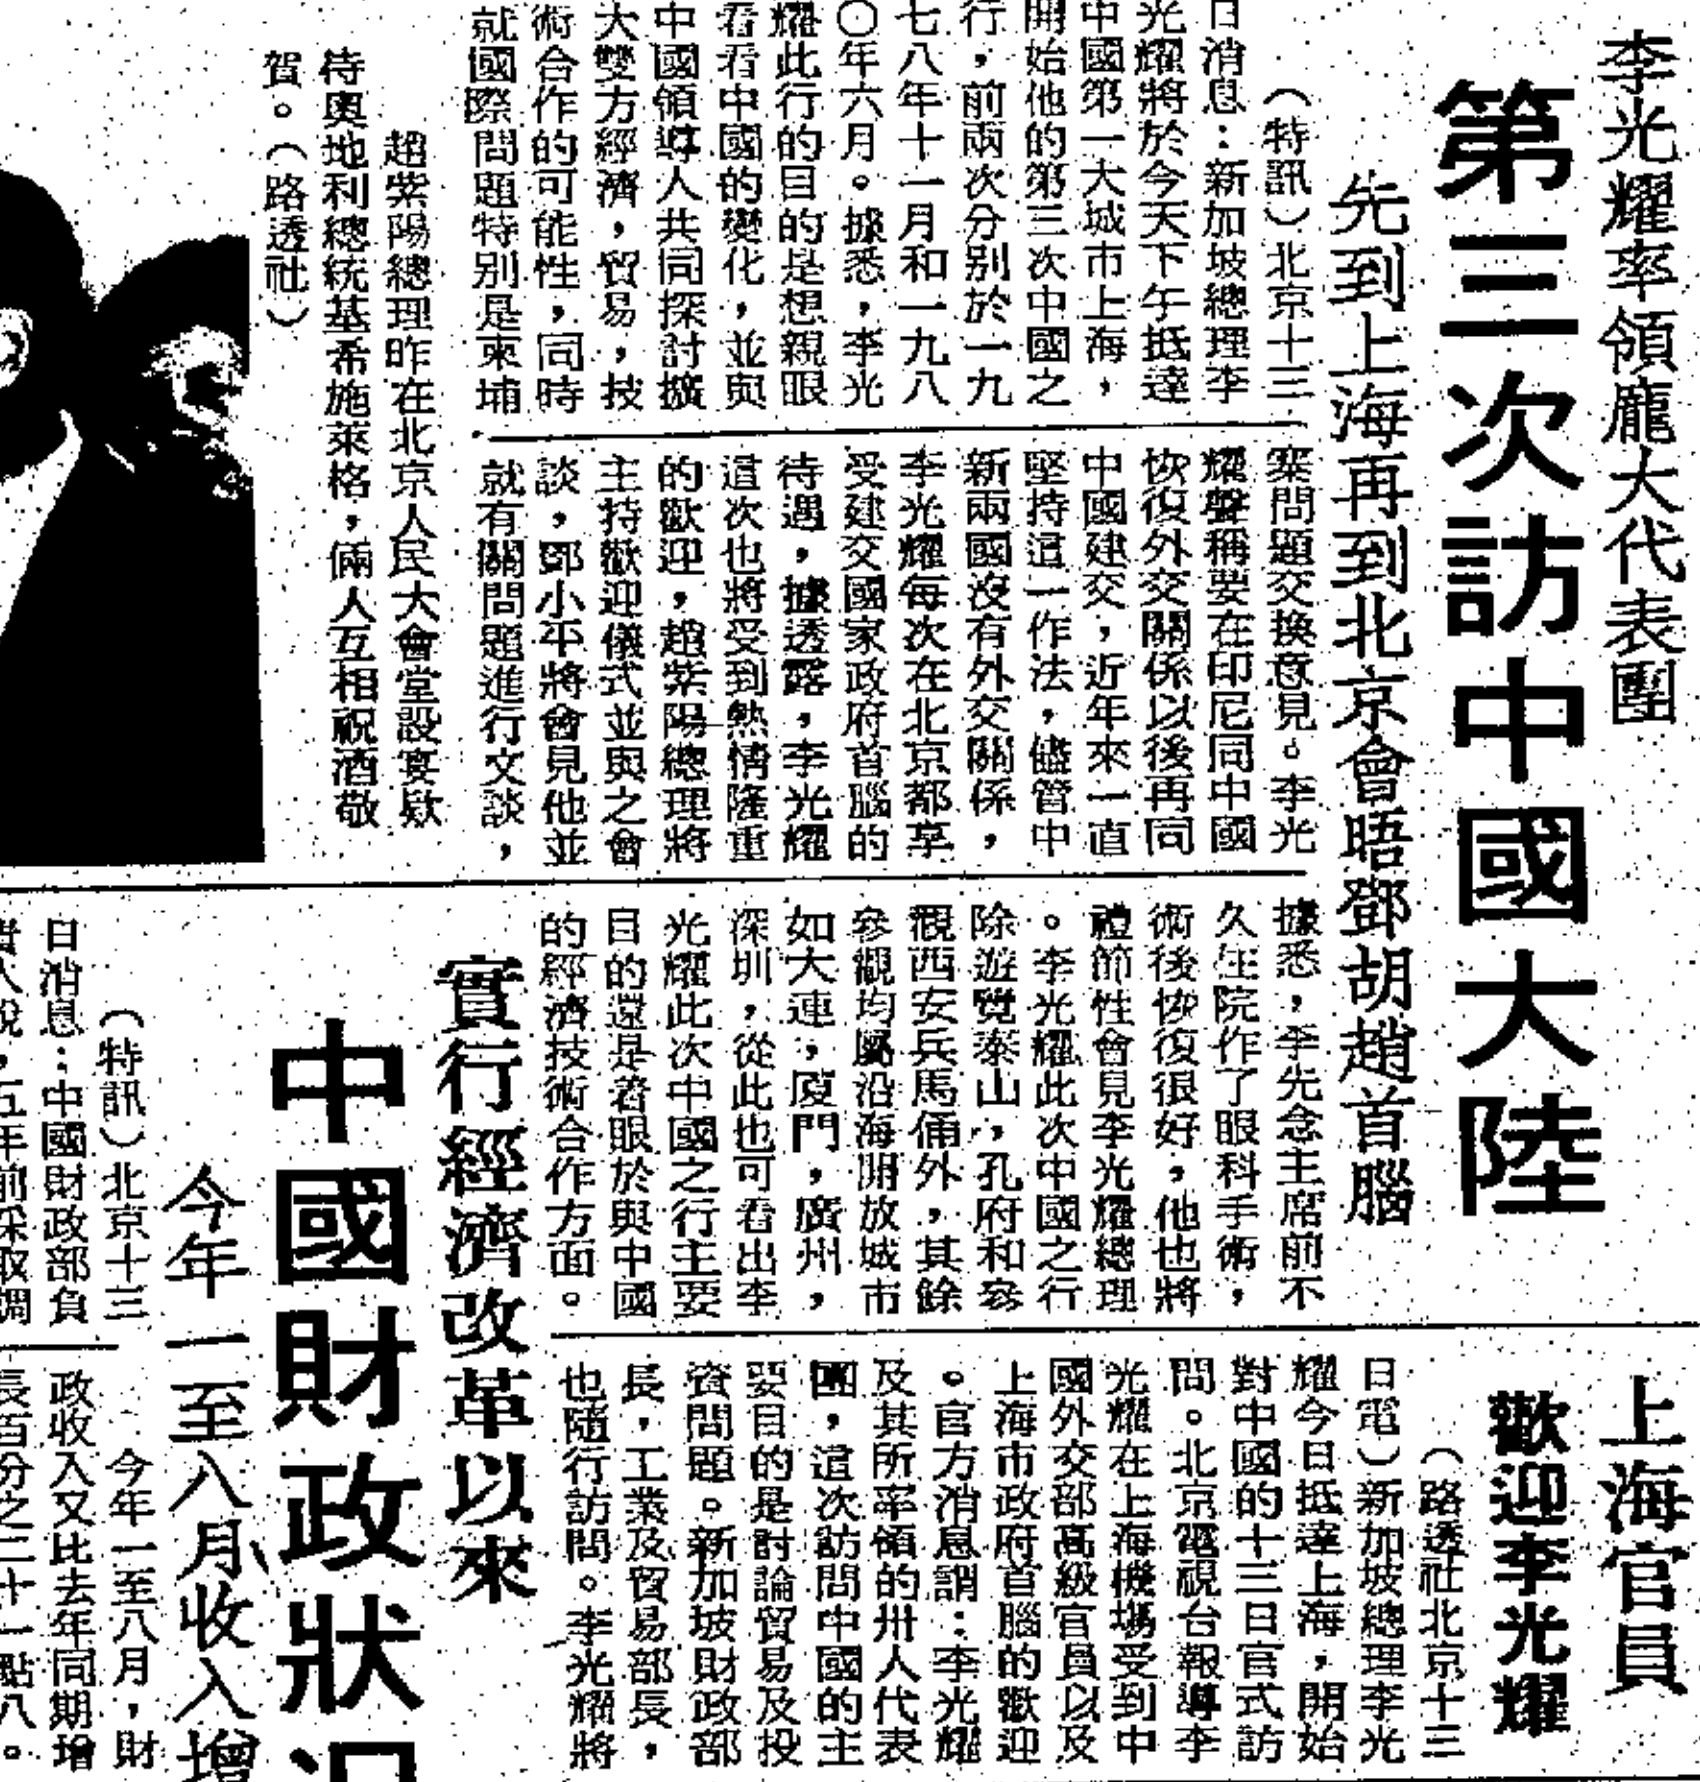 李光耀率領龐大代表團
第三次訪中國大陸
先到上海再到北京會晤鄧胡趙首腦
（特訊）北京十三
日消息：新加坡總理李
光耀將於今天下午抵達
中國第一大城市上海，
開始他的第三次中國之
行，前兩次分别於一九
七八年十一月和一九八
〇年六月。據悉，李光
耀此行的目的是想親眼
看看中國的變化，並與
中國領導人共同探討擴
大雙方經濟，貿易，技
術合作的可能性，同時
就國際問題特别是柬埔
寨問題交換意見。李光
耀聲稱要在印尼同中國
恢復外交關係以後再同
中國建交，近年來一直
堅持這一作法，儘管中
新兩國沒有外交關係，
李光耀每次在北京都享
受建交國家政府首腦的
待遇，據透露，李光耀
這次也將受到熱情隆重
的歡迎，趙紫陽總理將
主持歡迎儀式並與之會
談，鄧小平將會見他並
就有關問題進行文談，
據悉，李先念主席前不
久住院作了眼科手術，
術後恢復很好，他也將
禮節性會見李光耀總理
。李光耀此次中國之行
除遊覽泰山，孔府和參
觀西安兵馬俑外，其餘
參觀均屬沿海開放城市
如大連，廈門，廣州，
深圳，從此也可看出李
光耀此次中國之行主要
目的還是着眼於與中國
的經濟技術合作方面。
趙紫陽總理昨在北京人民大會堂設宴欵
待奧地利總統基希施萊格，倆人互相祝酒敬
賀。（路透社）
上海官員
歡迎李光耀
（路透社北京十三
日電）新加坡總理李光
耀今日抵達上海，開始
對中國的十三日官式訪
問。北京電視台報導李
光耀在上海機場受到中
國外交部高級官員以及
上海市政府首腦的歡迎
。官方消息謂：李光耀
及其所率領的卅人代表
團，這次訪問中國的主
要目的是討論貿易及投
資問題。新加坡財政部
長，工業及貿易部長，
也隨行訪問。李光耀將
實行經濟改革以來
中國財政狀況
今年一至八月收入增
（特訊）北京十三
日消息：中國財政部負
責人說，五年前採取調
今年一至八月，財
政收入又比去年同期增
長百分之二十一點八。